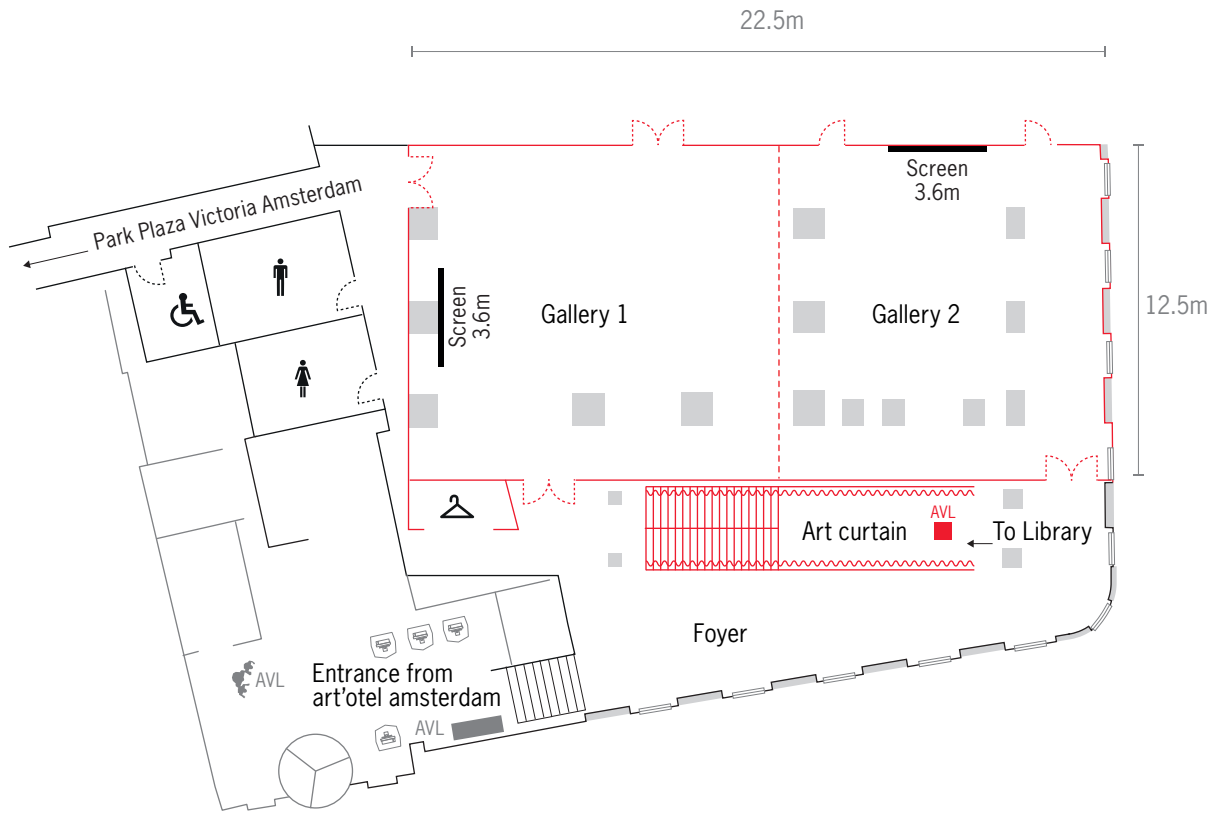 22.5m
Park Plaza Victoria Amsterdam
Screen
3.6m
Screen
3.6m
12.5m
Gallery 1
Gallery 2
AVL
Art curtain
To Library
Foyer
Entrance from
art'otel amsterdam
AVL
AVL